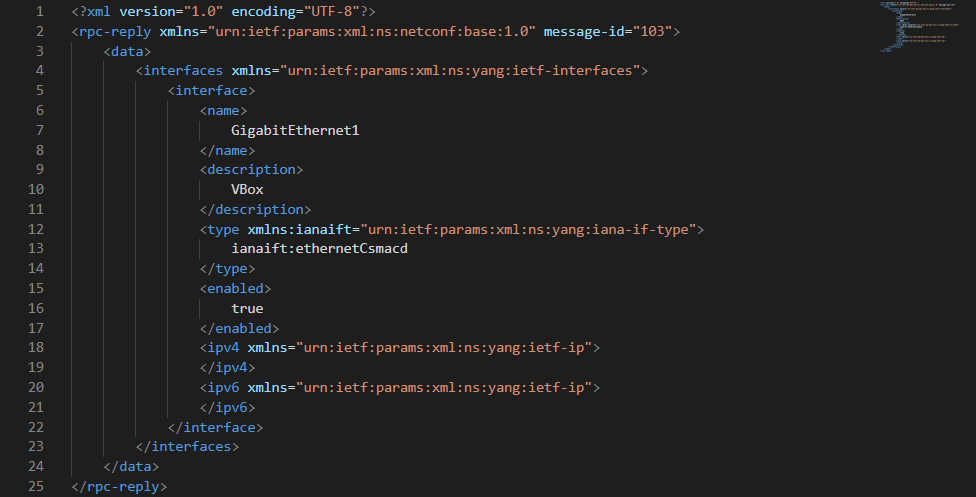 1 <?xml version="1.0" encoding="UTF-8"?>
2 <rpc-reply xmlns="urn:ietf:params:xml:ns:netconf:base:1.0" message-id="103">
3 <data>
4 <interfaces xmlns="urn:ietf:params:xml:ns:yang:ietf-interfaces">
5 <interface>
6 <name>
7 GigabitEthernet1
8 </name>
9 <description>
10 VBox
11 </description>
12 <type xmlns:ianaift="urn:ietf:params:xml:ns:yang:iana-if-type">
13 ianaift:ethernetCsmacd
14 </type>
15 <enabled>
16 true
17 </enabled>
18 <ipv4 xmlns="urn:ietf:params:xml:ns:yang:ietf-ip">
19 </ipv4>
20 <ipv6 xmlns="urn:ietf:params:xml:ns:yang:ietf-ip">
21 </ipv6>
22 </interface>
23 </interfaces>
24 </data>
25 </rpc-reply>